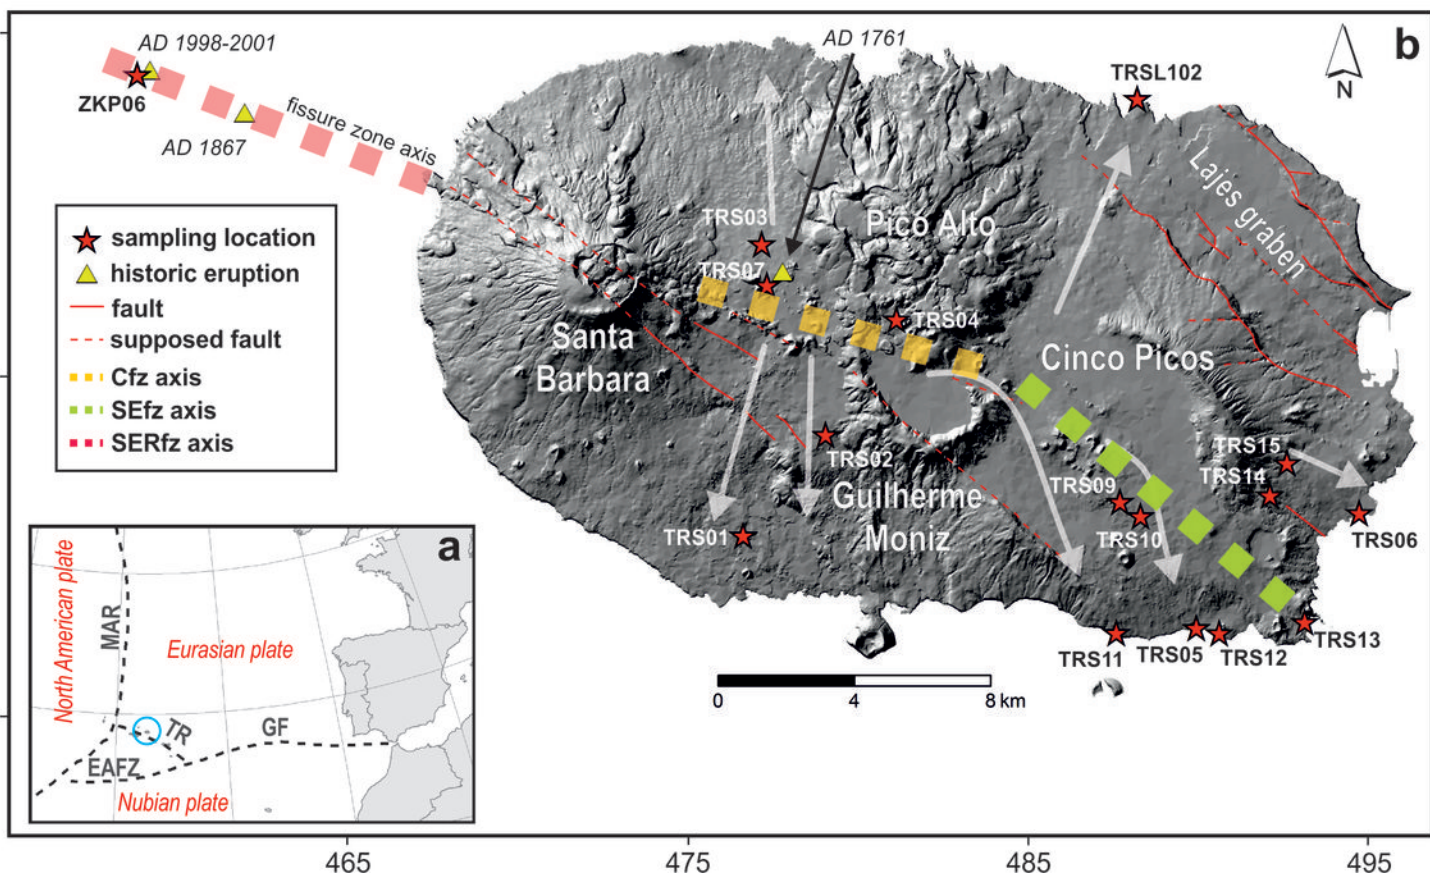 b
AD 1998-2001
AD 1761
ZKP06
AD 1867
fissure zone axis
TRSL102
N
Lajes graben
sampling location
historic eruption
fault
supposed fault
Cfz axis
SEfz axis
SERfz axis
TRS03
Pico Alto
TRS07
TRS04
Santa
Barbara
Cinco Picos
TRS02
TRS15
TRS14
TRS09
Guilherme
Moniz
TRS01
TRS10
TRS06
TRS11
TRS05
TRS12
TRS13
0
4
8 km
a
North American plate
MAR
Eurasian plate
TR
GF
EAFZ
Nubian plate
465
475
485
495